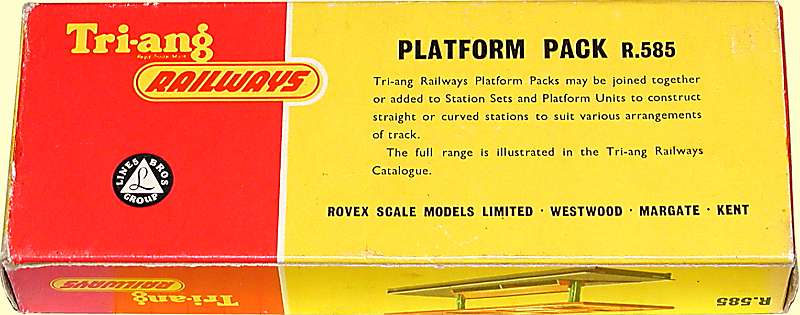 Tri-ang
Regd. Trade Mark
RAILWAYS
LINES BROS
L
GROUP
PLATFORM PACK R.585
Tri-ang Railways Platform Packs may be joined together
or added to Station Sets and Platform Units to construct
straight or curved stations to suit various arrangements
of track.
The full range is illustrated in the Tri-ang Railways
Catalogue.
ROVEX SCALE MODELS LIMITED · WESTWOOD · MARGATE · KENT
Tri-ang
RAILWAYS
R.585